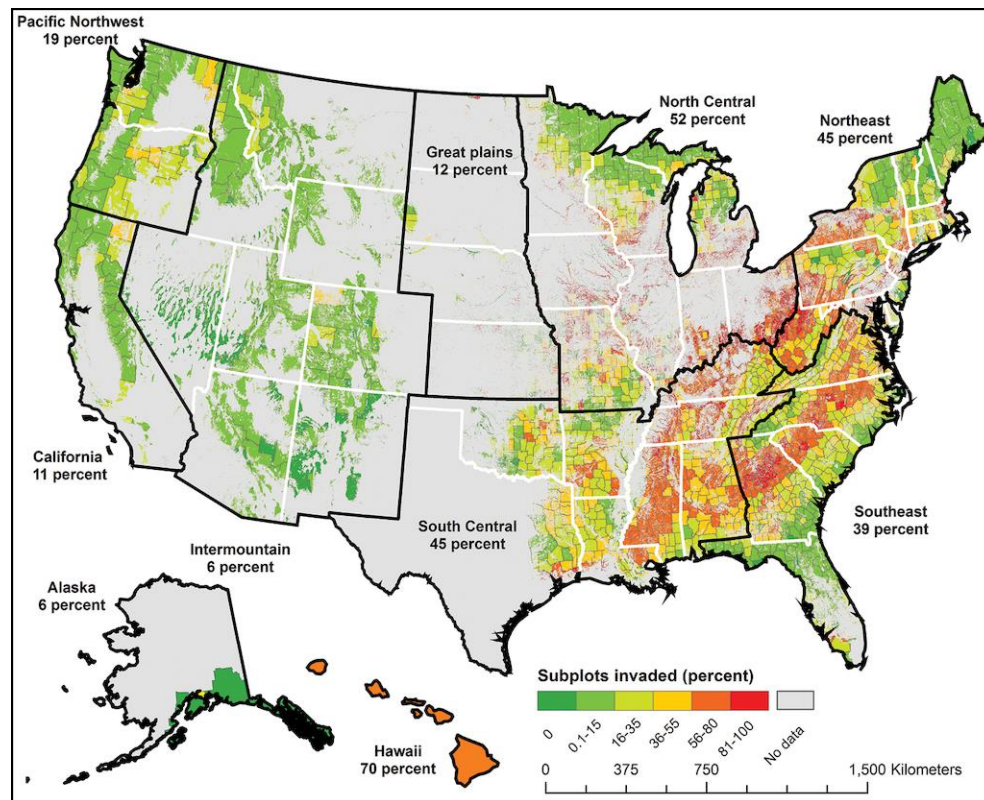 Pacific Northwest
19 percent
North Central
52 percent
Northeast
45 percent
Great plains
12 percent
California
11 percent
South Central
45 percent
Southeast
39 percent
Intermountain
6 percent
Alaska
6 percent
Hawaii
70 percent
Subplots invaded (percent)
0
0.1-15
16-35
36-55
56-80
81-100
No data
0 375 750 1,500 Kilometers